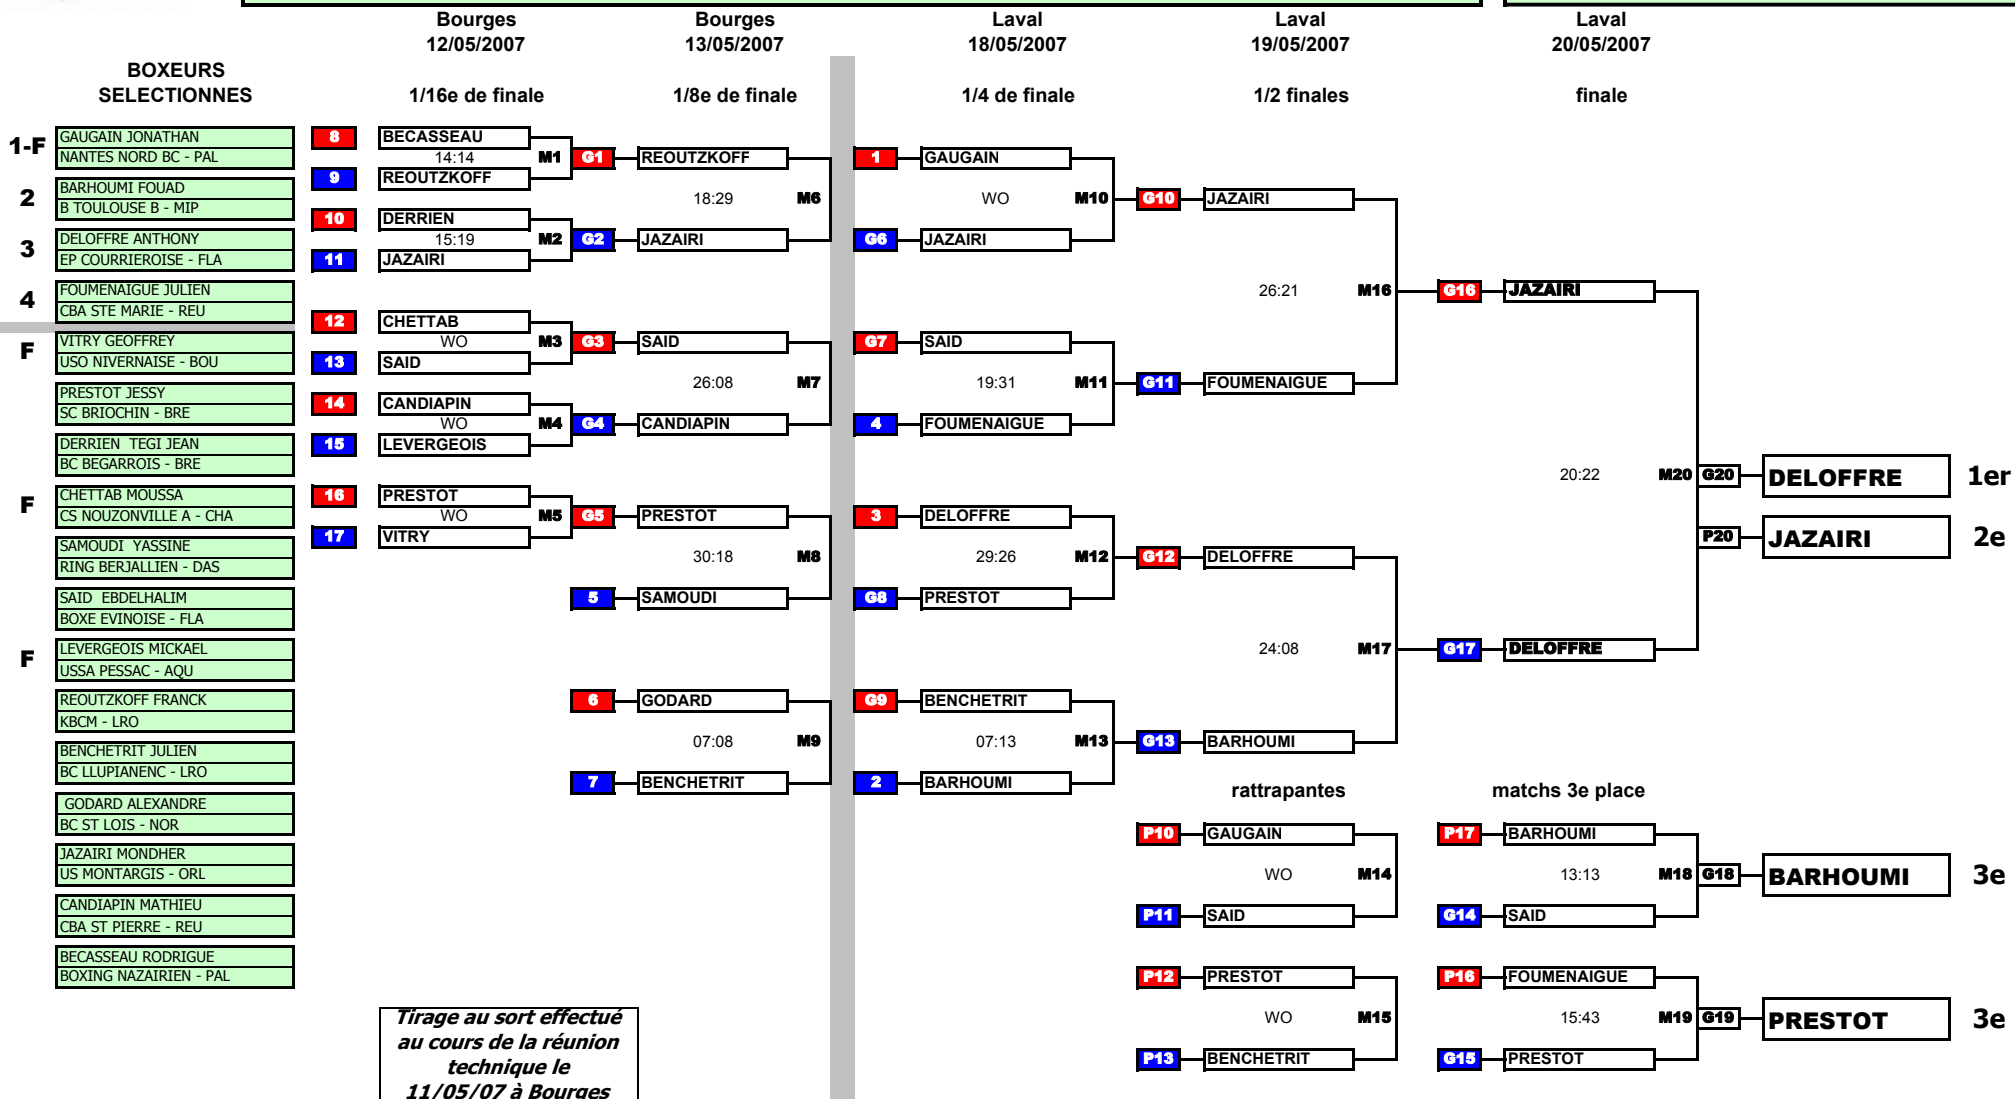 Bourges
12/05/2007
Bourges
13/05/2007
Laval
18/05/2007
Laval
19/05/2007
Laval
20/05/2007
BOXEURS
SELECTIONNES
1/16e de finale
1/8e de finale
1/4 de finale
1/2 finales
finale
1-F
GAUGAIN JONATHAN
NANTES NORD BC - PAL
2
BARHOUMI FOUAD
B TOULOUSE B - MIP
3
DELOFFRE ANTHONY
EP COURRIEROISE - FLA
4
FOUMENAIGUE JULIEN
CBA STE MARIE - REU
F
VITRY GEOFFREY
USO NIVERNAISE - BOU
PRESTOT JESSY
SC BRIOCHIN - BRE
DERRIEN TEGI JEAN
BC BEGARROIS - BRE
F
CHETTAB MOUSSA
CS NOUZONVILLE A - CHA
SAMOUDI YASSINE
RING BERJALLIEN - DAS
SAID EBDELHALIM
BOXE EVINOISE - FLA
F
LEVERGEOIS MICKAEL
USSA PESSAC - AQU
REOUTZKOFF FRANCK
KBCM - LRO
BENCHETRIT JULIEN
BC LLUPIANENC - LRO
GODARD ALEXANDRE
BC ST LOIS - NOR
JAZAIRI MONDHER
US MONTARGIS - ORL
CANDIAPIN MATHIEU
CBA ST PIERRE - REU
BECASSEAU RODRIGUE
BOXING NAZAIRIEN - PAL
8 BECASSEAU
14:14 M1
9 REOUTZKOFF
10 DERRIEN
15:19 M2
11 JAZAIRI
12 CHETTAB
WO M3
13 SAID
14 CANDIAPIN
WO M4
15 LEVERGEOIS
16 PRESTOT
WO M5
17 VITRY
G1 REOUTZKOFF
18:29 M6
G2 JAZAIRI
G3 SAID
26:08 M7
G4 CANDIAPIN
G5 PRESTOT
30:18 M8
5 SAMOUDI
6 GODARD
07:08 M9
7 BENCHETRIT
1 GAUGAIN
WO M10
G6 JAZAIRI
G7 SAID
19:31 M11
4 FOUMENAIGUE
3 DELOFFRE
29:26 M12
G8 PRESTOT
G9 BENCHETRIT
07:13 M13
2 BARHOUMI
G10 JAZAIRI
26:21 M16
G11 FOUMENAIGUE
G12 DELOFFRE
24:08 M17
G13 BARHOUMI
G16 JAZAIRI
20:22 M20
G17 DELOFFRE
G20 DELOFFRE 1er
P20 JAZAIRI 2e
rattrapantes
P10 GAUGAIN
WO M14
P11 SAID
P12 PRESTOT
WO M15
P13 BENCHETRIT
matchs 3e place
P17 BARHOUMI
13:13 M18 G18 BARHOUMI 3e
G14 SAID
P16 FOUMENAIGUE
15:43 M19 G19 PRESTOT 3e
G15 PRESTOT
Tirage au sort effectué
au cours de la réunion
technique le
11/05/07 à Bourges